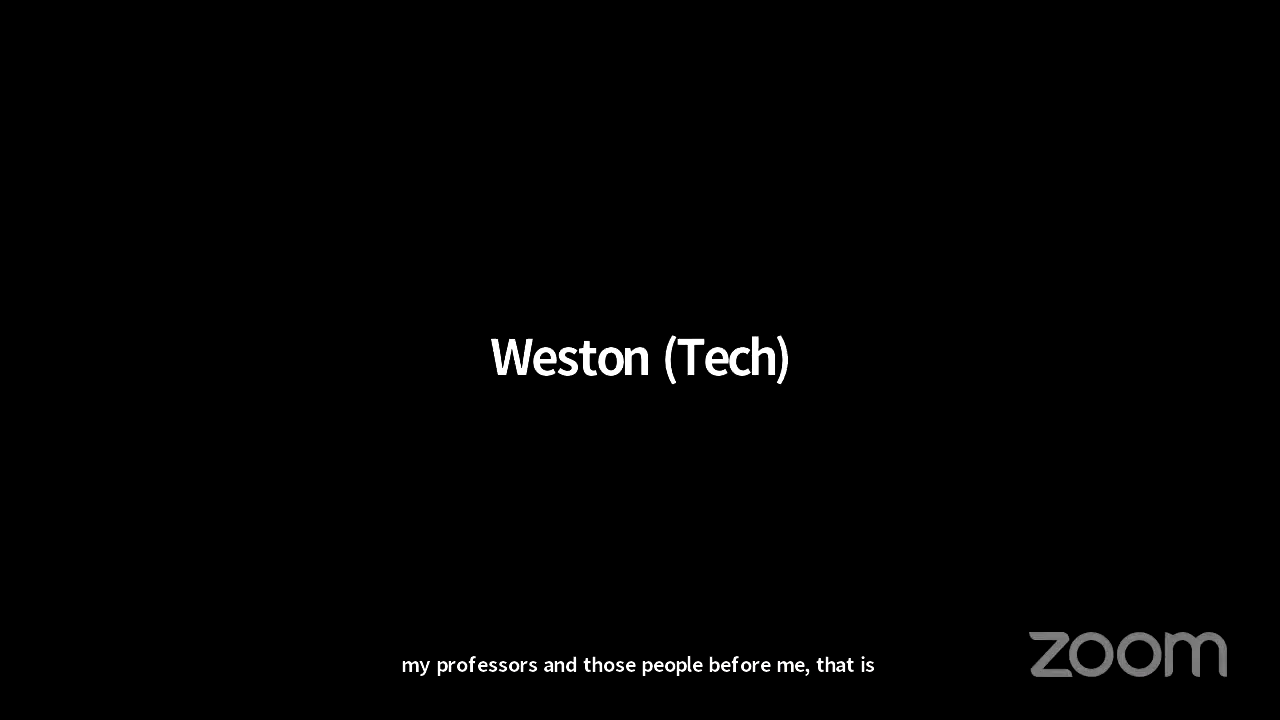 Weston (Tech)
my professors and those people before me, that is
zoom